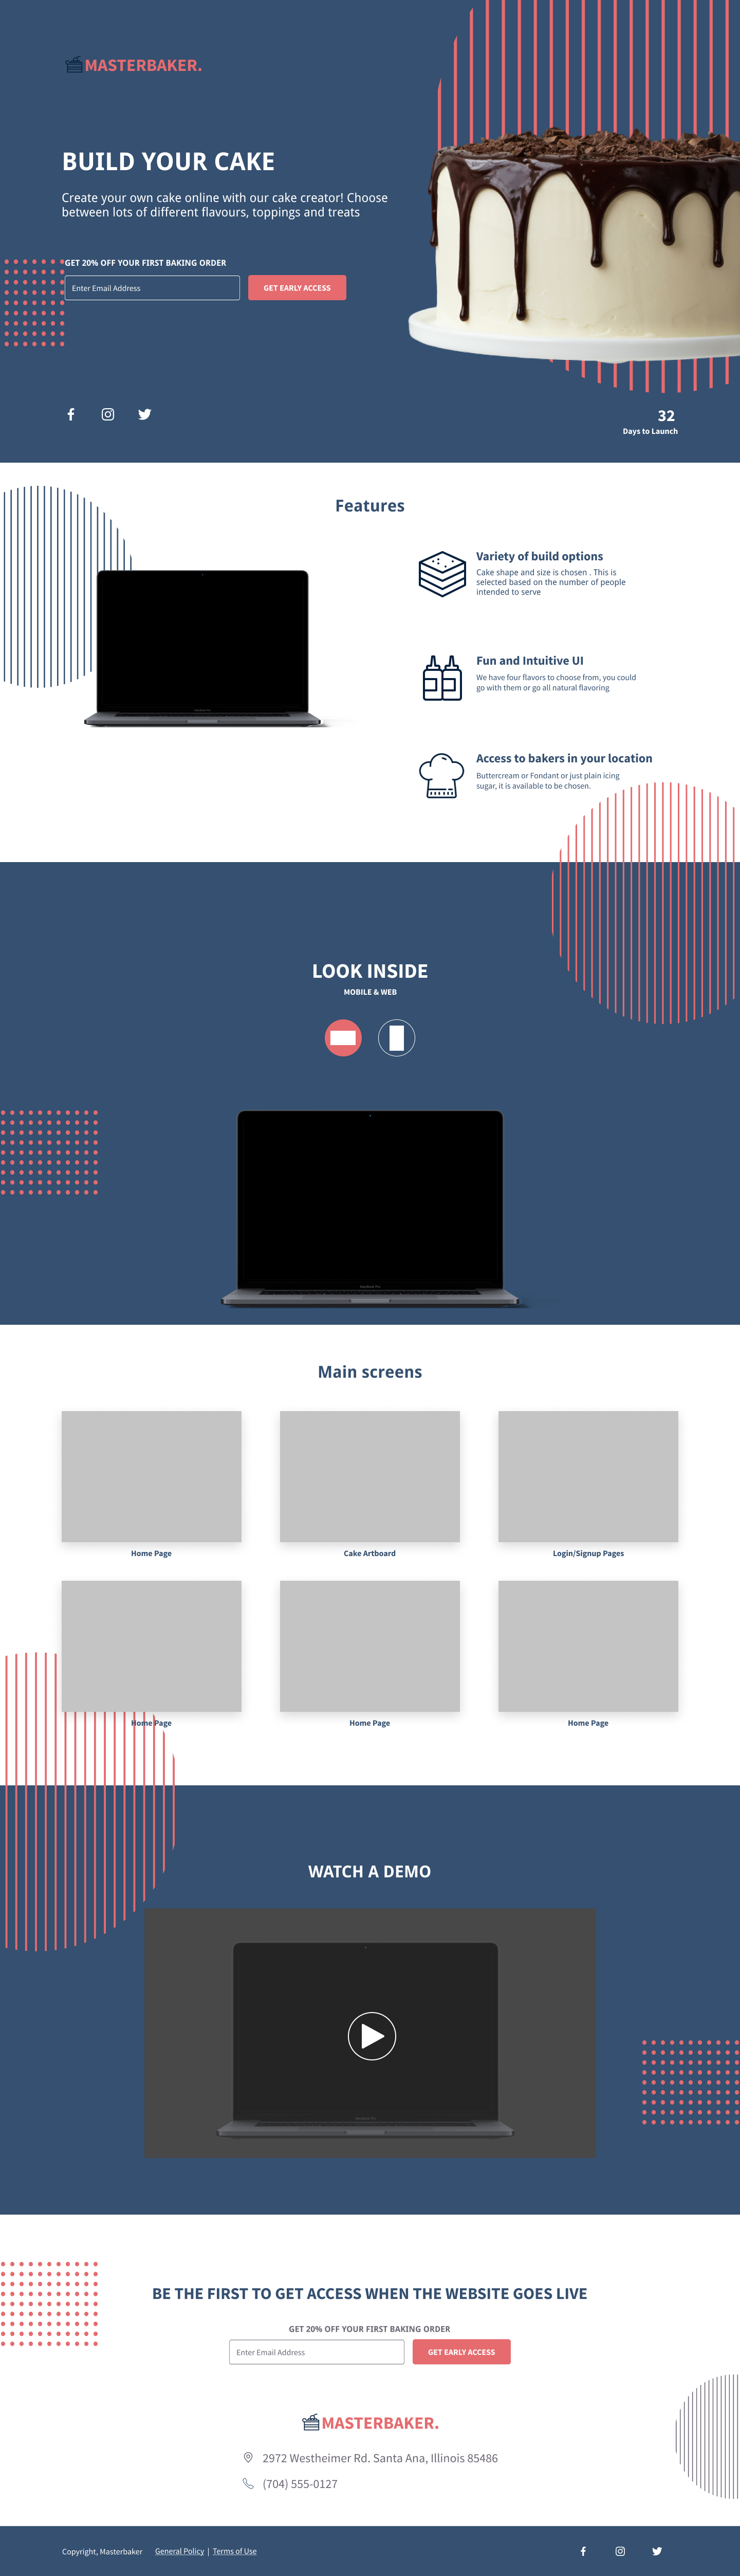 MASTERBAKER.
BUILD YOUR CAKE
Create your own cake online with our cake creator! Choose
between lots of different flavours, toppings and treats
GET 20% OFF YOUR FIRST BAKING ORDER
Enter Email Address
GET EARLY ACCESS
32
Days to Launch
Features
Variety of build options
Cake shape and size is chosen . This is
selected based on the number of people
intended to serve
Fun and Intuitive UI
We have four flavors to choose from, you could
go with them or go all natural flavoring
Access to bakers in your location
Buttercream or Fondant or just plain icing
sugar, it is available to be chosen.
LOOK INSIDE
MOBILE & WEB
Main screens
Home Page
Cake Artboard
Login/Signup Pages
Home Page
Home Page
Home Page
WATCH A DEMO
BE THE FIRST TO GET ACCESS WHEN THE WEBSITE GOES LIVE
GET 20% OFF YOUR FIRST BAKING ORDER
Enter Email Address
GET EARLY ACCESS
MASTERBAKER.
2972 Westheimer Rd. Santa Ana, Illinois 85486
(704) 555-0127
Copyright, Masterbaker
General Policy | Terms of Use